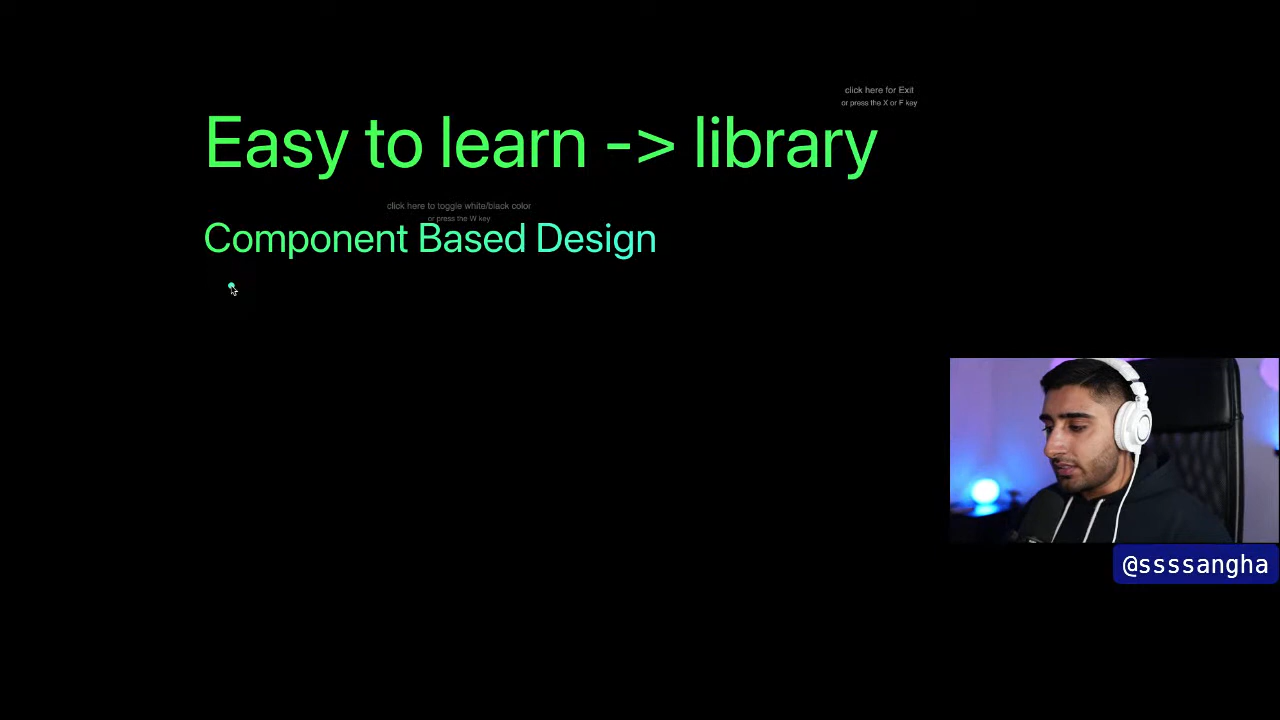 click here for Exit
or press the X or F key
Easy to learn -> library
click here to toggle white/black color
or press the W key
Component Based Design
@ssssangha